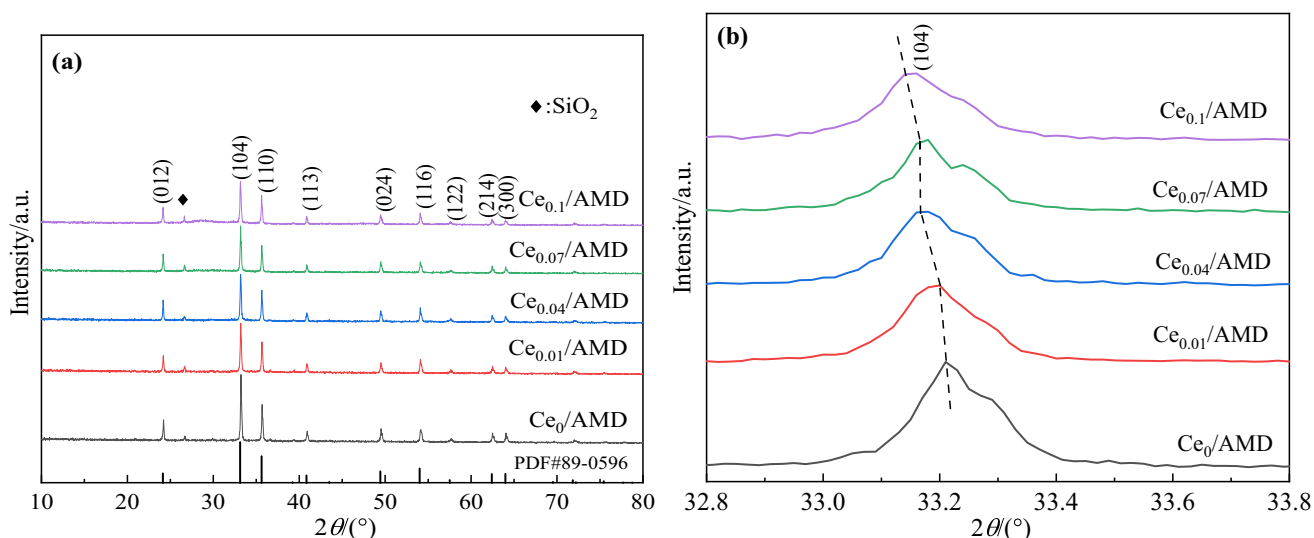 (a)
◆:SiO₂
(012)
(104)
(110)
(113)
(024)
(116)
(122)
(214)
(300)
Ce₀.₁/AMD
Ce₀.₀₇/AMD
Ce₀.₀₄/AMD
Ce₀.₀₁/AMD
Ce₀/AMD
PDF#89-0596
Intensity/a.u.
10 20 30 40 50 60 70 80
2θ/(°)
(b)
(104)
Ce₀.₁/AMD
Ce₀.₀₇/AMD
Ce₀.₀₄/AMD
Ce₀.₀₁/AMD
Ce₀/AMD
Intensity/a.u.
32.8 33.0 33.2 33.4 33.6 33.8
2θ/(°)